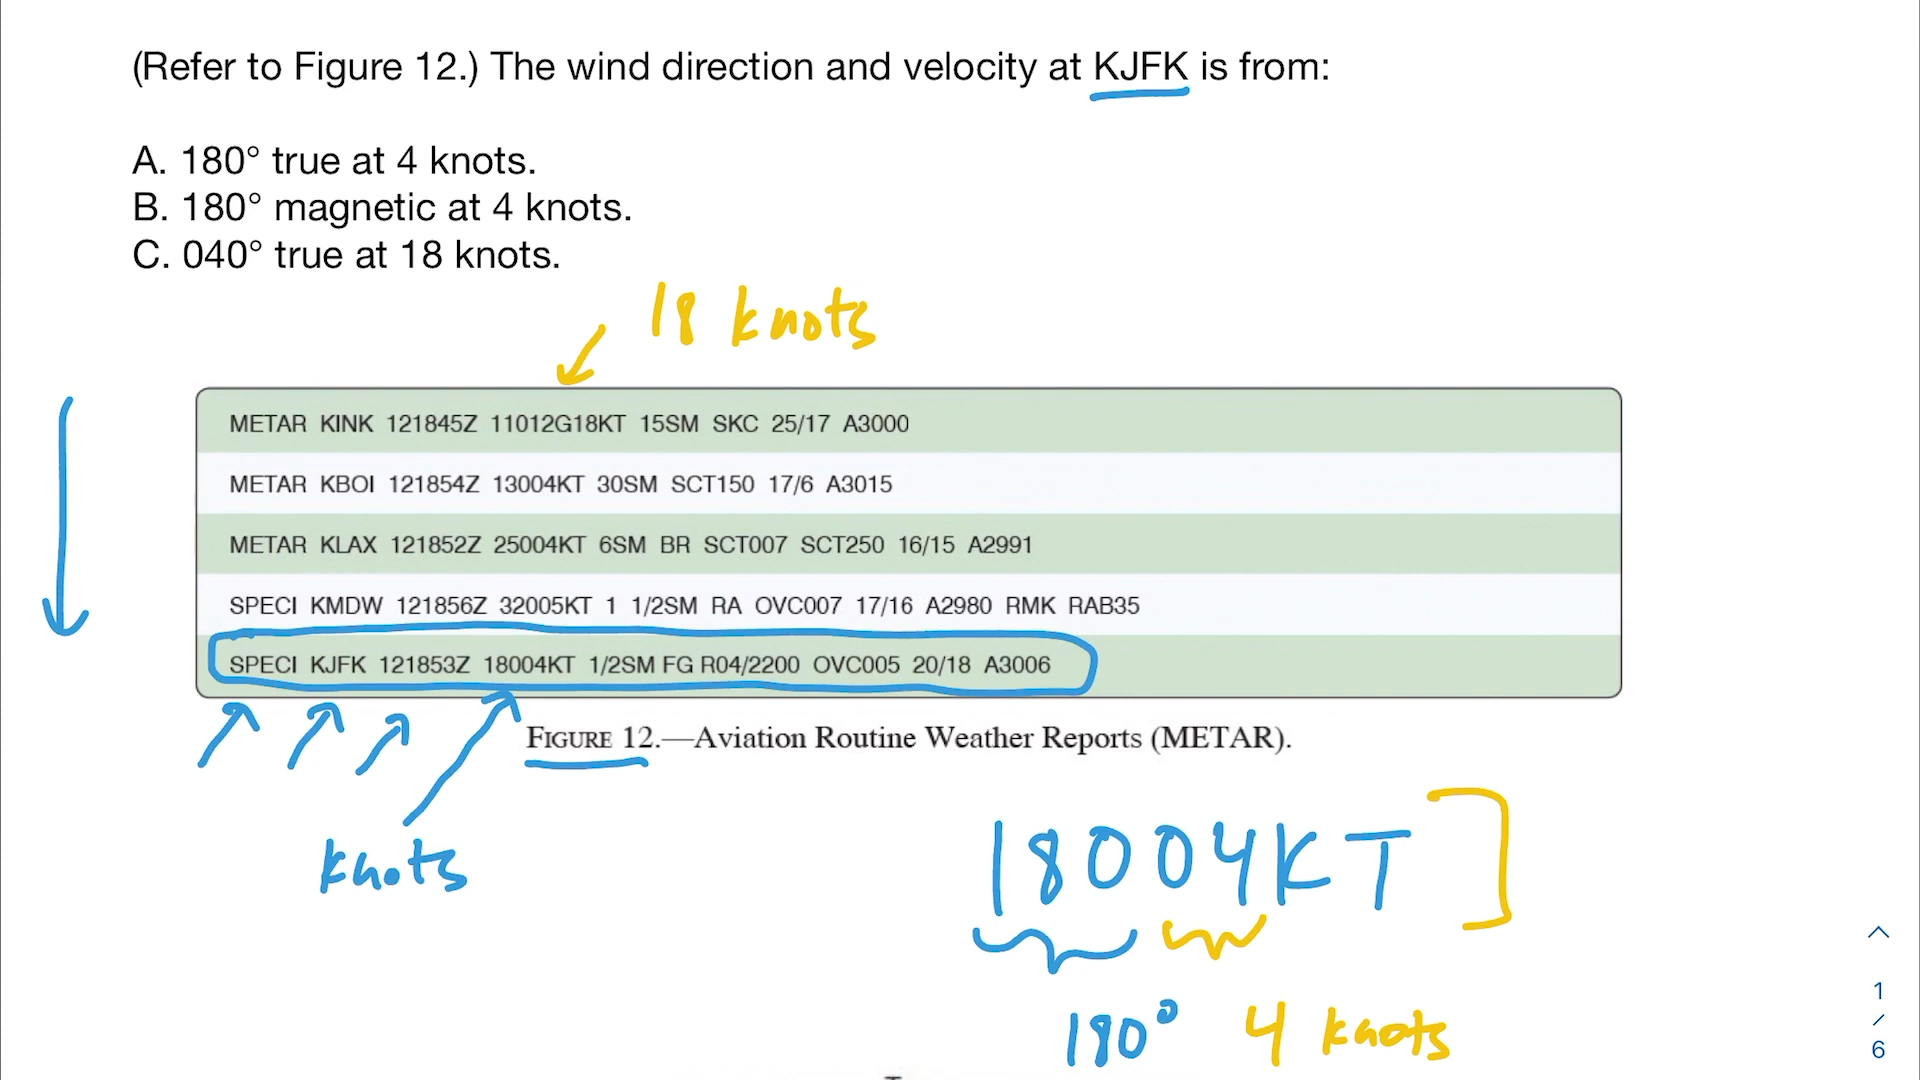 (Refer to Figure 12.) The wind direction and velocity at KJFK is from:
A. 180° true at 4 knots.
B. 180° magnetic at 4 knots.
C. 040° true at 18 knots.
18 knots
METAR KINK 121845Z 11012G18KT 15SM SKC 25/17 A3000
METAR KBOI 121854Z 13004KT 30SM SCT150 17/6 A3015
METAR KLAX 121852Z 25004KT 6SM BR SCT007 SCT250 16/15 A2991
SPECI KMDW 121856Z 32005KT 1 1/2SM RA OVC007 17/16 A2980 RMK RAB35
SPECI KJFK 121853Z 18004KT 1/2SM FG R04/2200 OVC005 20/18 A3006
FIGURE 12.—Aviation Routine Weather Reports (METAR).
knots
18004KT
180° 4 knots
1
/
6